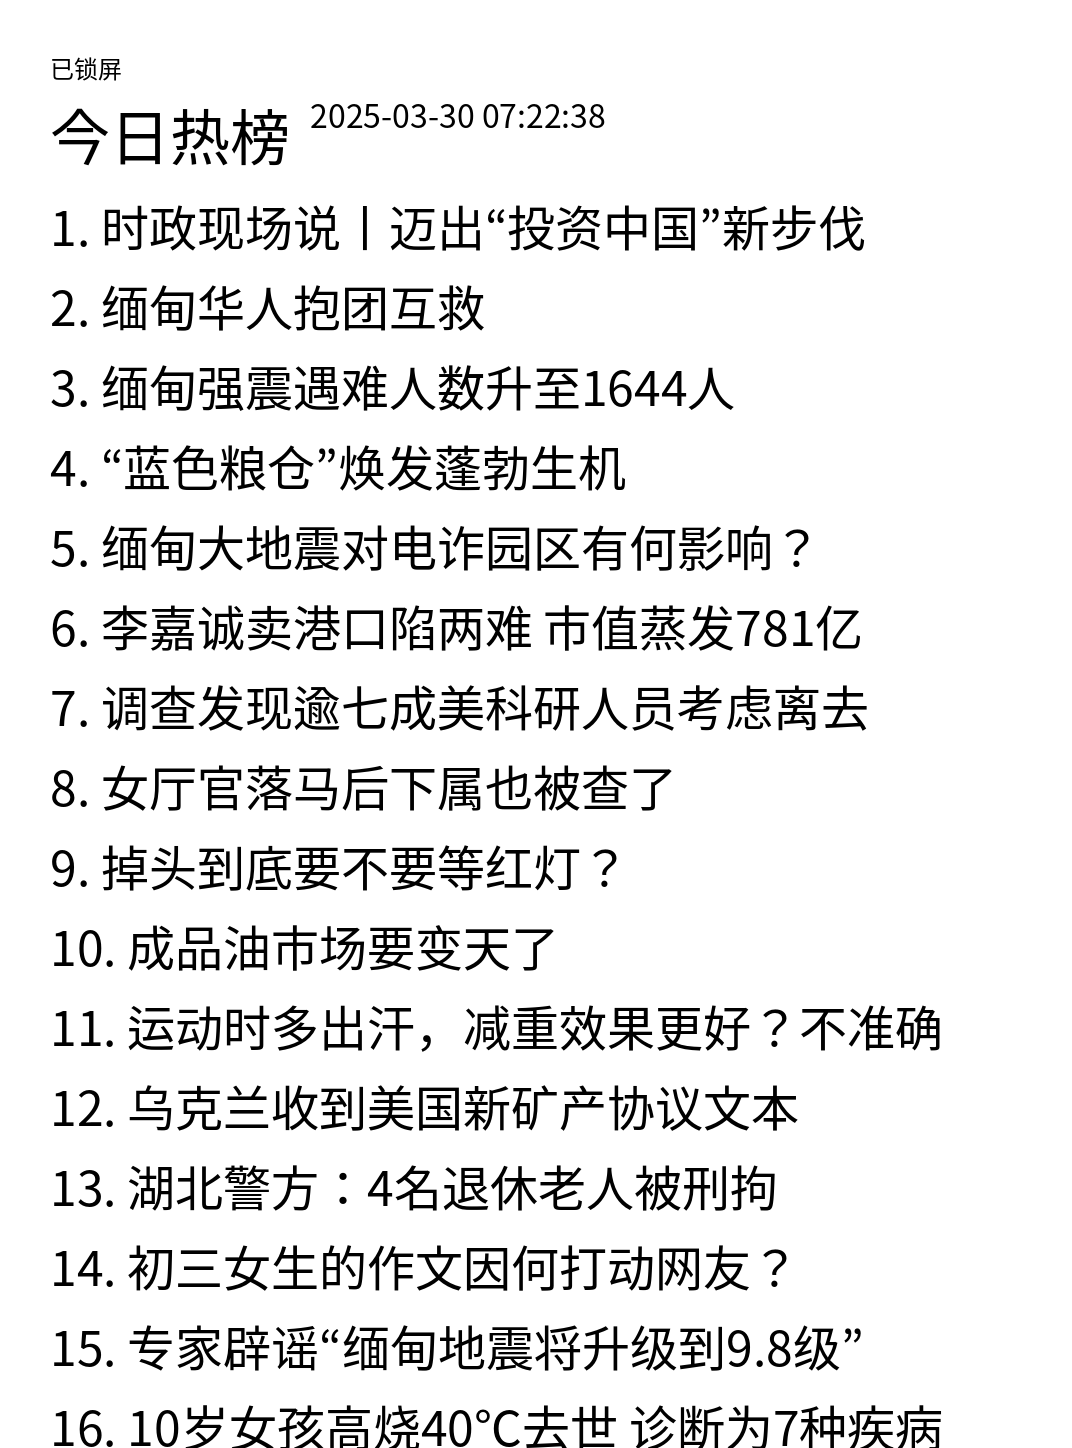 已锁屏
今日热榜 2025-03-30 07:22:38
1. 时政现场说丨迈出“投资中国”新步伐
2. 缅甸华人抱团互救
3. 缅甸强震遇难人数升至1644人
4. “蓝色粮仓”焕发蓬勃生机
5. 缅甸大地震对电诈园区有何影响？
6. 李嘉诚卖港口陷两难 市值蒸发781亿
7. 调查发现逾七成美科研人员考虑离去
8. 女厅官落马后下属也被查了
9. 掉头到底要不要等红灯？
10. 成品油市场要变天了
11. 运动时多出汗，减重效果更好？不准确
12. 乌克兰收到美国新矿产协议文本
13. 湖北警方：4名退休老人被刑拘
14. 初三女生的作文因何打动网友？
15. 专家辟谣“缅甸地震将升级到9.8级”
16. 10岁女孩高烧40℃去世 诊断为7种疾病